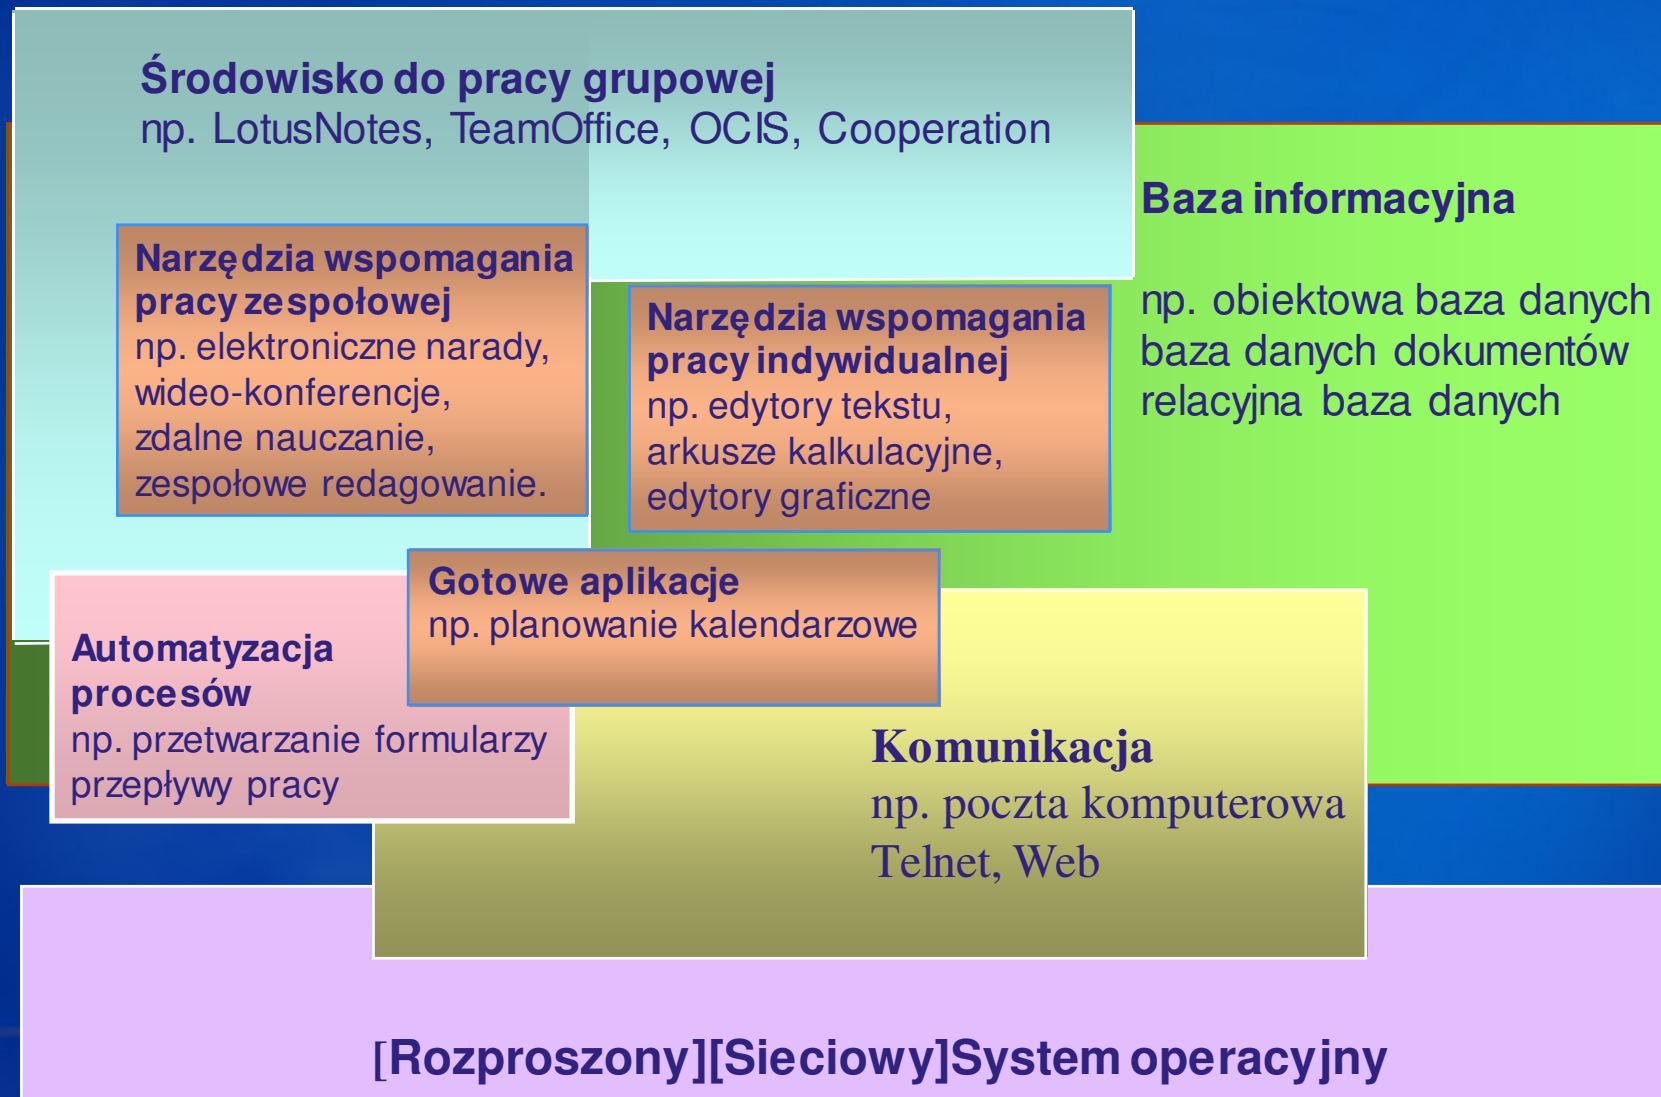 Środowisko do pracy grupowej
np. LotusNotes, TeamOffice, OCIS, Cooperation
Baza informacyjna
np. obiektowa baza danych
baza danych dokumentów
relacyjna baza danych
Narzędzia wspomagania
pracy zespołowej
np. elektroniczne narady,
wideo-konferencje,
zdalne nauczanie,
zespołowe redagowanie.
Narzędzia wspomagania
pracy indywidualnej
np. edytory tekstu,
arkusze kalkulacyjne,
edytory graficzne
Gotowe aplikacje
np. planowanie kalendarzowe
Automatyzacja
procesów
np. przetwarzanie formularzy
przepływy pracy
Komunikacja
np. poczta komputerowa
Telnet, Web
[Rozproszony][Sieciowy]System operacyjny